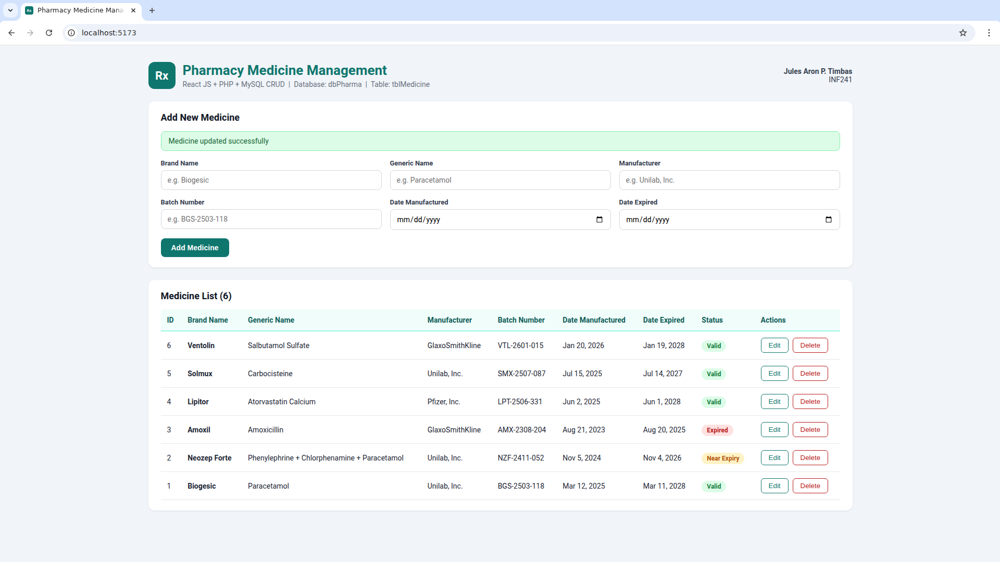 Rx Pharmacy Medicine Mana
localhost:5173
Rx
Pharmacy Medicine Management
React JS + PHP + MySQL CRUD | Database: dbPharma | Table: tblMedicine
Jules Aron P. Timbas
INF241
Add New Medicine
Medicine updated successfully
Brand Name Generic Name Manufacturer
e.g. Biogesic e.g. Paracetamol e.g. Unilab, Inc.
Batch Number Date Manufactured Date Expired
e.g. BGS-2503-118 mm/dd/yyyy mm/dd/yyyy
Add Medicine
Medicine List (6)
ID Brand Name Generic Name Manufacturer Batch Number Date Manufactured Date Expired Status Actions
6 Ventolin Salbutamol Sulfate GlaxoSmithKline VTL-2601-015 Jan 20, 2026 Jan 19, 2028 Valid Edit Delete
5 Solmux Carbocisteine Unilab, Inc. SMX-2507-087 Jul 15, 2025 Jul 14, 2027 Valid Edit Delete
4 Lipitor Atorvastatin Calcium Pfizer, Inc. LPT-2506-331 Jun 2, 2025 Jun 1, 2028 Valid Edit Delete
3 Amoxil Amoxicillin GlaxoSmithKline AMX-2308-204 Aug 21, 2023 Aug 20, 2025 Expired Edit Delete
2 Neozep Forte Phenylephrine + Chlorphenamine + Paracetamol Unilab, Inc. NZF-2411-052 Nov 5, 2024 Nov 4, 2026 Near Expiry Edit Delete
1 Biogesic Paracetamol Unilab, Inc. BGS-2503-118 Mar 12, 2025 Mar 11, 2028 Valid Edit Delete